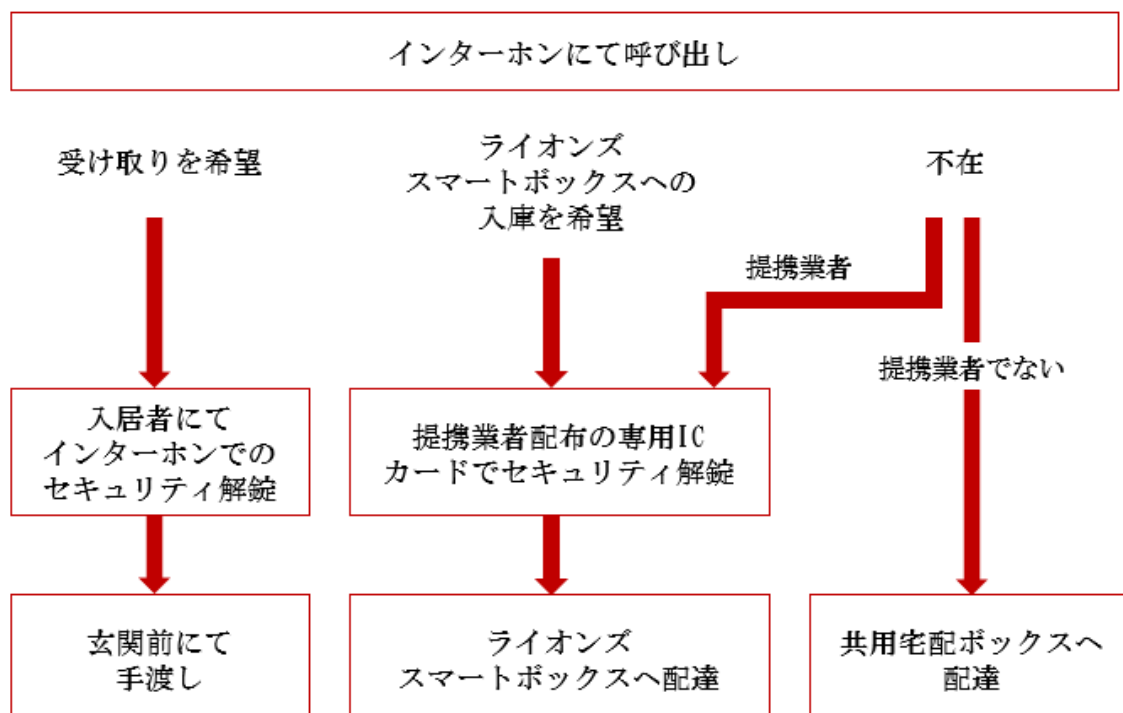 インターホンにて呼び出し
受け取りを希望
ライオンズ
スマートボックスへの
入庫を希望
不在
提携業者
提携業者でない
入居者にて
インターホンでの
セキュリティ解錠
提携業者配布の専用IC
カードでセキュリティ解錠
玄関前にて
手渡し
ライオンズ
スマートボックスへ配達
共用宅配ボックスへ
配達